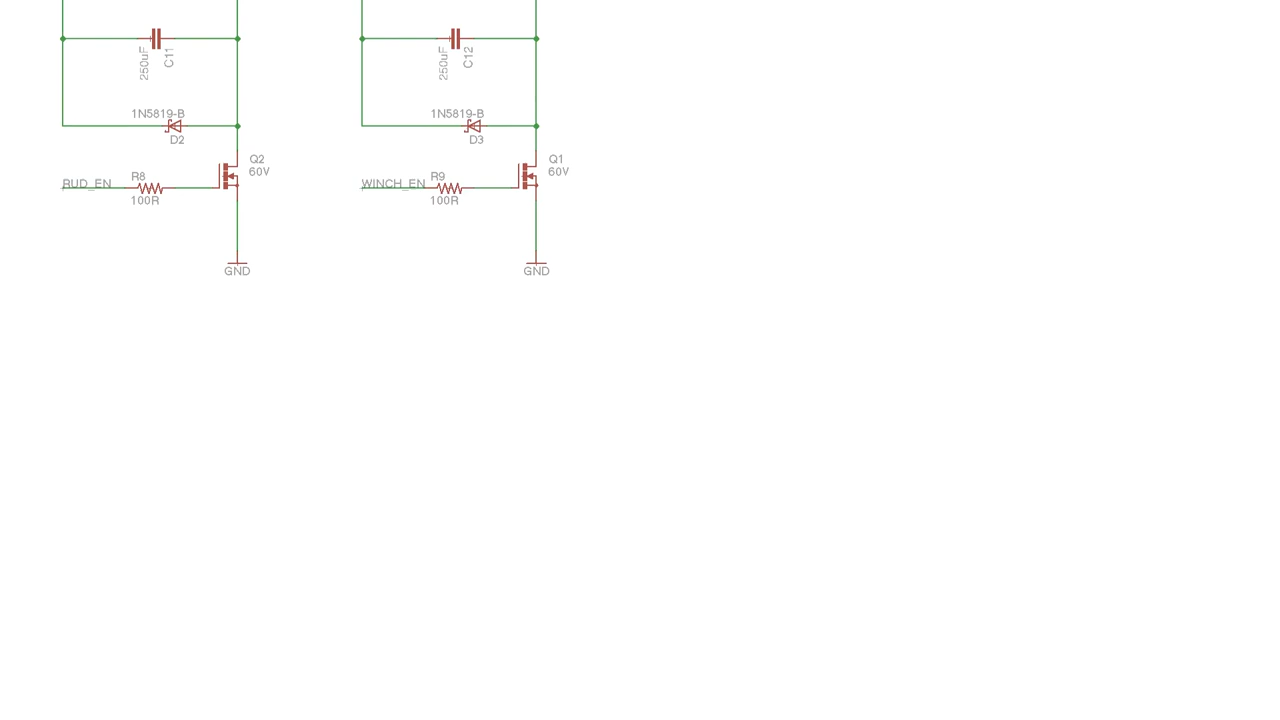 250uF
C11
250uF
C12
1N5819-B
D2
1N5819-B
D3
Q2
60V
Q1
60V
RUD_EN
R8
100R
WINCH_EN
R9
100R
GND
GND